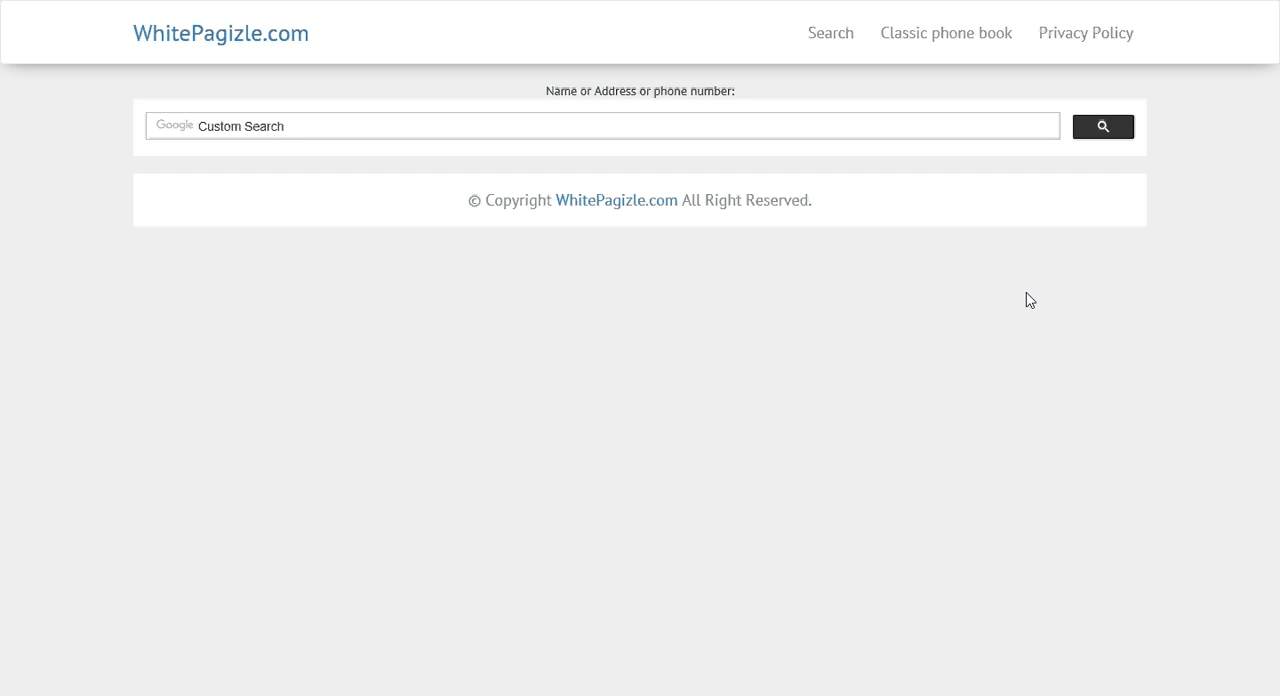 WhitePagizle.com
Search Classic phone book Privacy Policy
Name or Address or phone number:
Google Custom Search
© Copyright WhitePagizle.com All Right Reserved.